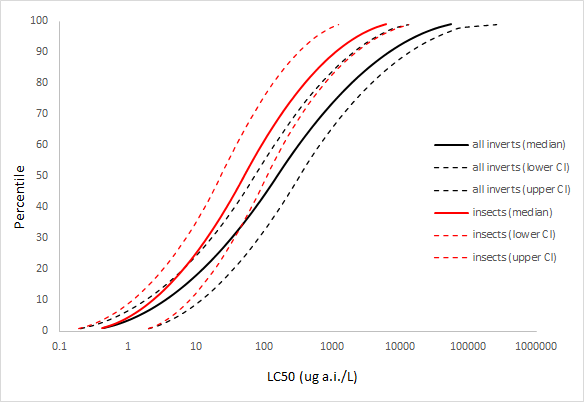 100
90
80
70
60
50
40
30
20
10
0
Percentile
0.1 1 10 100 1000 10000 100000 1000000
LC50 (ug a.i./L)
all inverts (median)
all inverts (lower CI)
all inverts (upper CI)
insects (median)
insects (lower CI)
insects (upper CI)